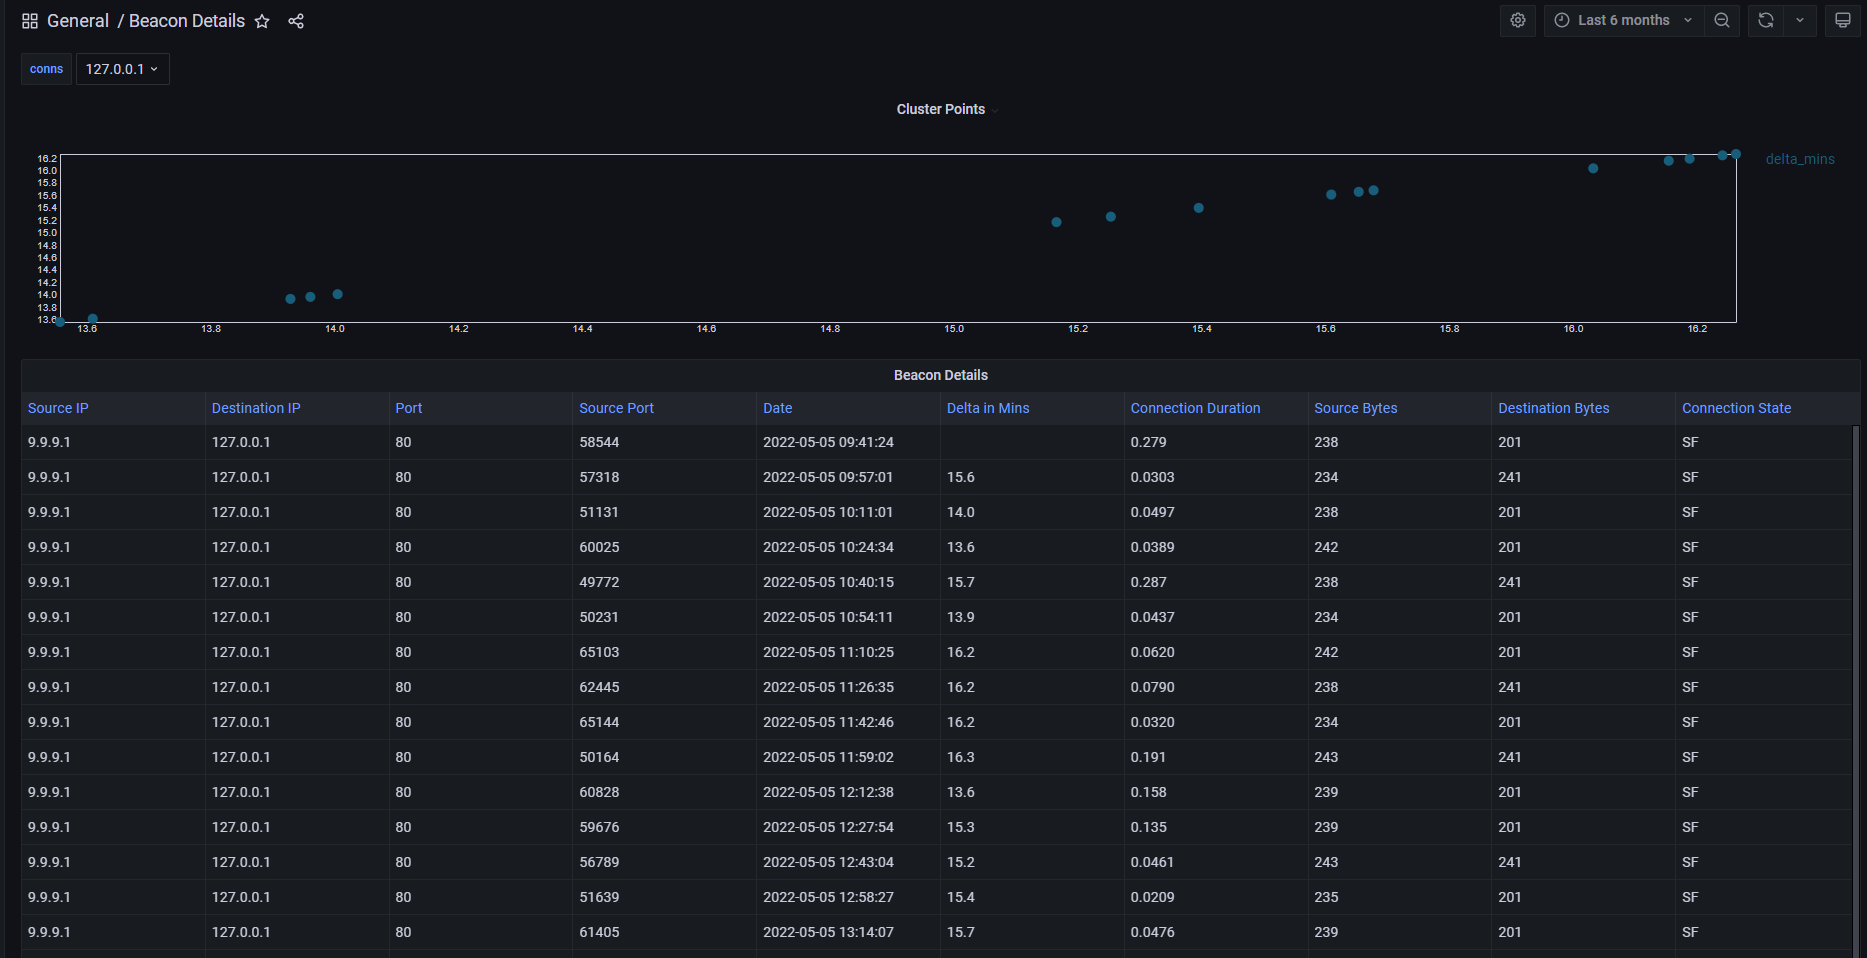 General / Beacon Details
Last 6 months
conns 127.0.0.1
Cluster Points
16.2
16.0
15.8
15.6
15.4
15.2
15.0
14.8
14.6
14.4
14.2
14.0
13.8
13.6
13.6 13.8 14.0 14.2 14.4 14.6 14.8 15.0 15.2 15.4 15.6 15.8 16.0 16.2
delta_mins
Beacon Details
Source IP Destination IP Port Source Port Date Delta in Mins Connection Duration Source Bytes Destination Bytes Connection State
9.9.9.1 127.0.0.1 80 58544 2022-05-05 09:41:24 0.279 238 201 SF
9.9.9.1 127.0.0.1 80 57318 2022-05-05 09:57:01 15.6 0.0303 234 241 SF
9.9.9.1 127.0.0.1 80 51131 2022-05-05 10:11:01 14.0 0.0497 238 201 SF
9.9.9.1 127.0.0.1 80 60025 2022-05-05 10:24:34 13.6 0.0389 242 201 SF
9.9.9.1 127.0.0.1 80 49772 2022-05-05 10:40:15 15.7 0.287 238 241 SF
9.9.9.1 127.0.0.1 80 50231 2022-05-05 10:54:11 13.9 0.0437 234 201 SF
9.9.9.1 127.0.0.1 80 65103 2022-05-05 11:10:25 16.2 0.0620 242 201 SF
9.9.9.1 127.0.0.1 80 62445 2022-05-05 11:26:35 16.2 0.0790 238 241 SF
9.9.9.1 127.0.0.1 80 65144 2022-05-05 11:42:46 16.2 0.0320 234 201 SF
9.9.9.1 127.0.0.1 80 50164 2022-05-05 11:59:02 16.3 0.191 243 241 SF
9.9.9.1 127.0.0.1 80 60828 2022-05-05 12:12:38 13.6 0.158 239 201 SF
9.9.9.1 127.0.0.1 80 59676 2022-05-05 12:27:54 15.3 0.135 239 201 SF
9.9.9.1 127.0.0.1 80 56789 2022-05-05 12:43:04 15.2 0.0461 243 241 SF
9.9.9.1 127.0.0.1 80 51639 2022-05-05 12:58:27 15.4 0.0209 235 201 SF
9.9.9.1 127.0.0.1 80 61405 2022-05-05 13:14:07 15.7 0.0476 239 201 SF